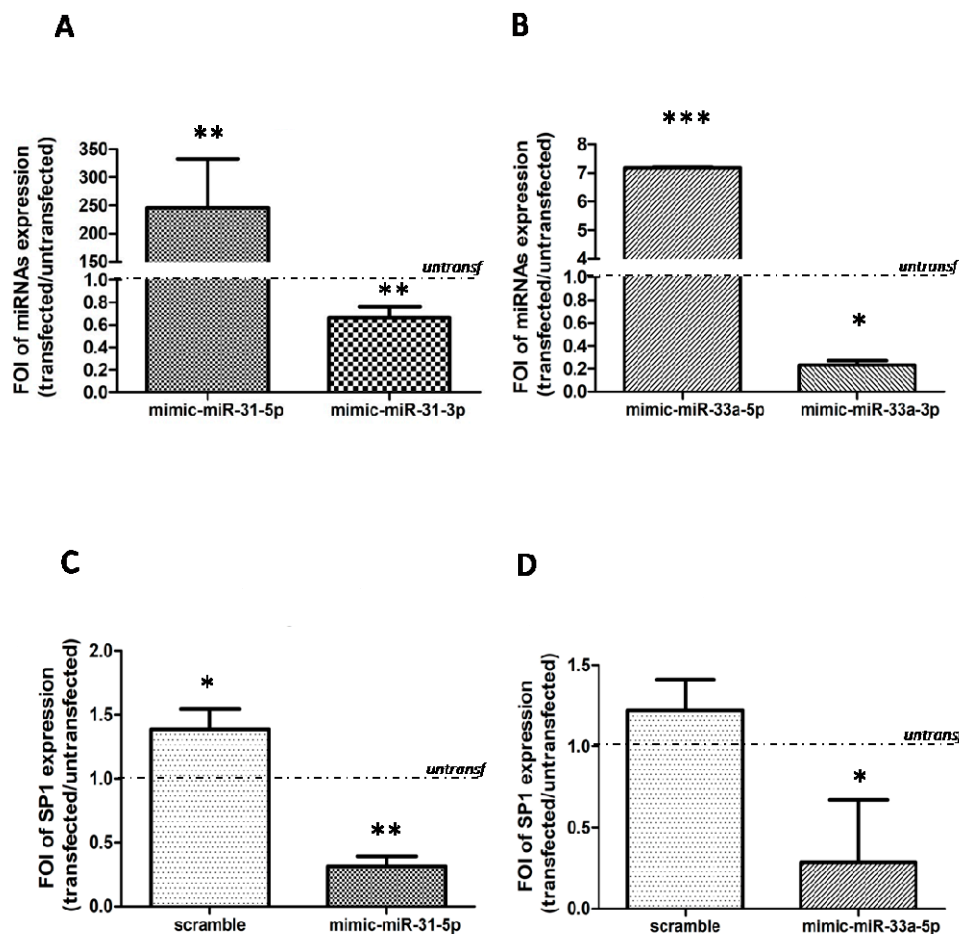 A
FOI of miRNAs expression
(transfected/untransfected)
350
300
250
200
150
1.0
0.8
0.6
0.4
0.2
0.0
**
**
untransf
mimic-miR-31-5p
mimic-miR-31-3p
B
FOI of miRNAs expression
(transfected/untransfected)
8
7
6
5
4
1.0
0.8
0.6
0.4
0.2
0.0
***
*
untransf
mimic-miR-33a-5p
mimic-miR-33a-3p
C
FOI of SP1 expression
(transfected/untransfected)
2.0
1.5
1.0
0.5
0.0
*
**
untransf
scramble
mimic-miR-31-5p
D
FOI of SP1 expression
(transfected/untransfected)
1.5
1.0
0.5
0.0
*
untransf
scramble
mimic-miR-33a-5p